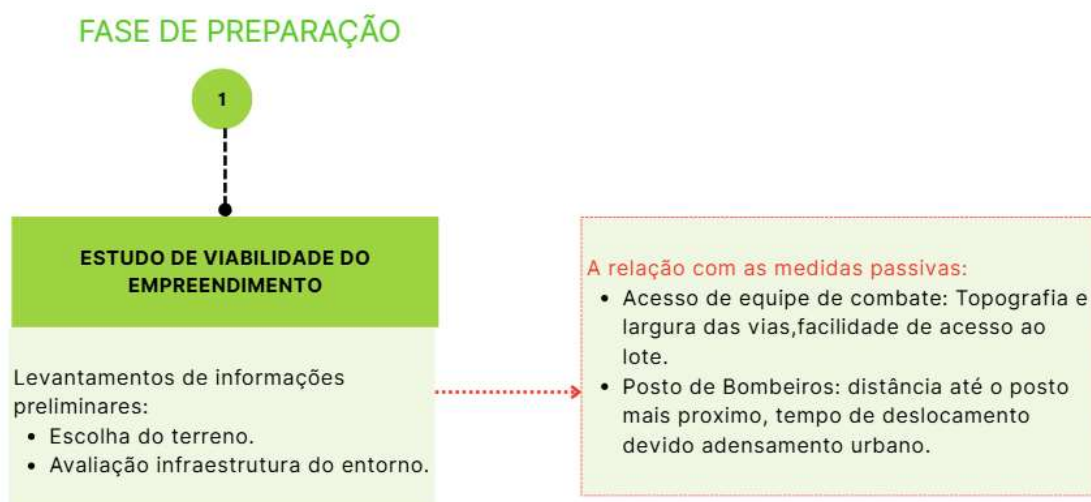 FASE DE PREPARAÇÃO
1
ESTUDO DE VIABILIDADE DO
EMPREENDIMENTO
Levantamentos de informações
preliminares:
• Escolha do terreno.
• Avaliação infraestrutura do entorno.
A relação com as medidas passivas:
• Acesso de equipe de combate: Topografia e
largura das vias,facilidade de acesso ao
lote.
• Posto de Bombeiros: distância até o posto
mais proximo, tempo de deslocamento
devido adensamento urbano.